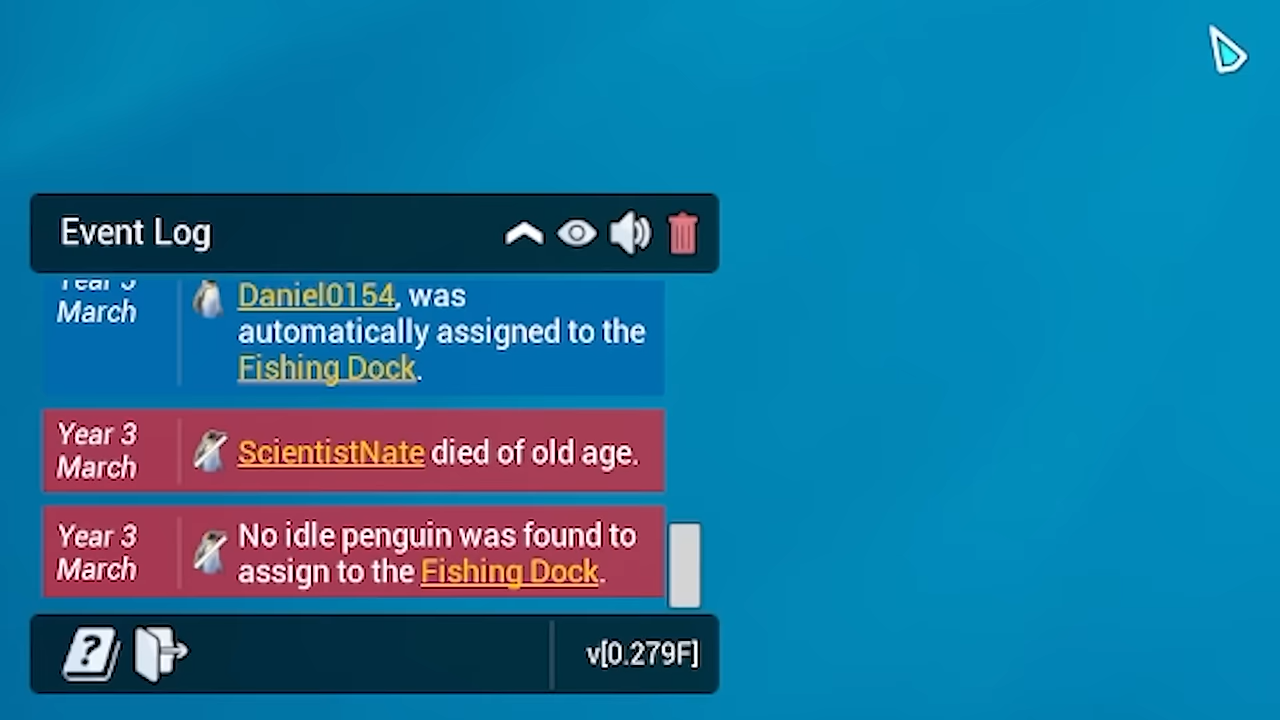 Event Log
March
Daniel0154, was
automatically assigned to the
Fishing Dock.
Year 3
March
ScientistNate died of old age.
Year 3
March
No idle penguin was found to
assign to the Fishing Dock.
?
v[0.279F]